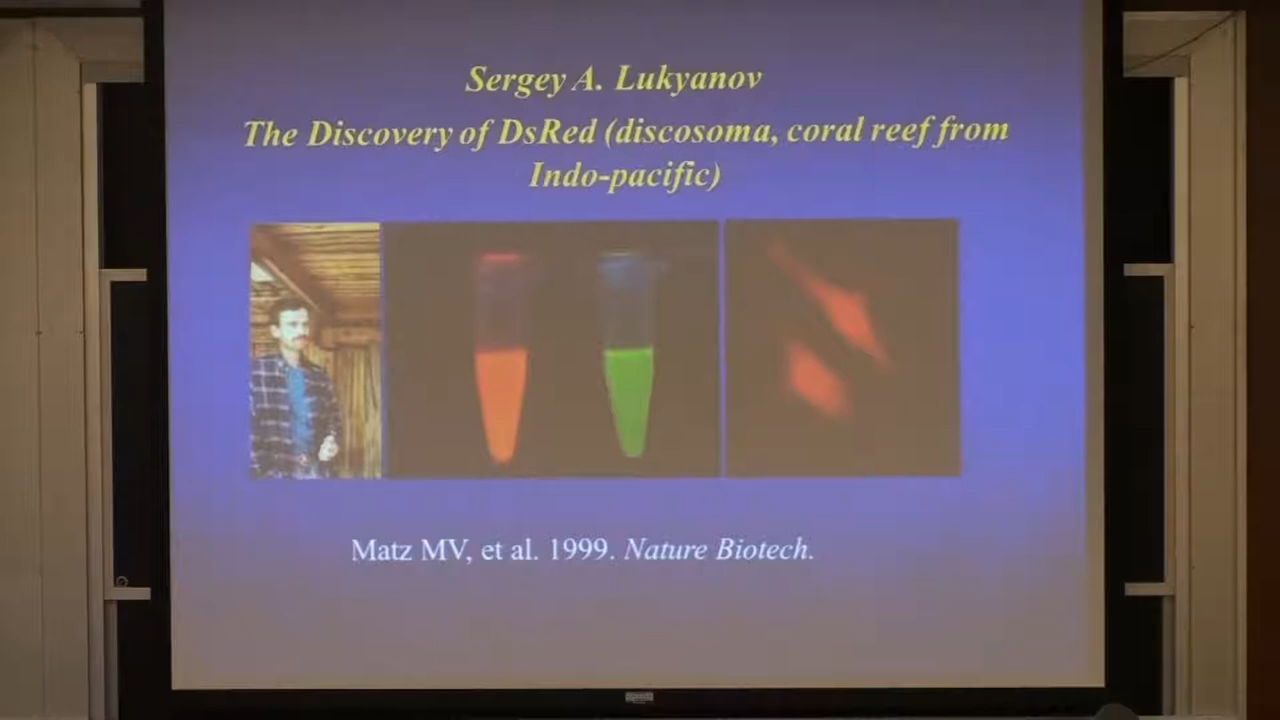 Sergey A. Lukyanov
The Discovery of DsRed (discosoma, coral reef from
Indo-pacific)
Matz MV, et al. 1999. Nature Biotech.